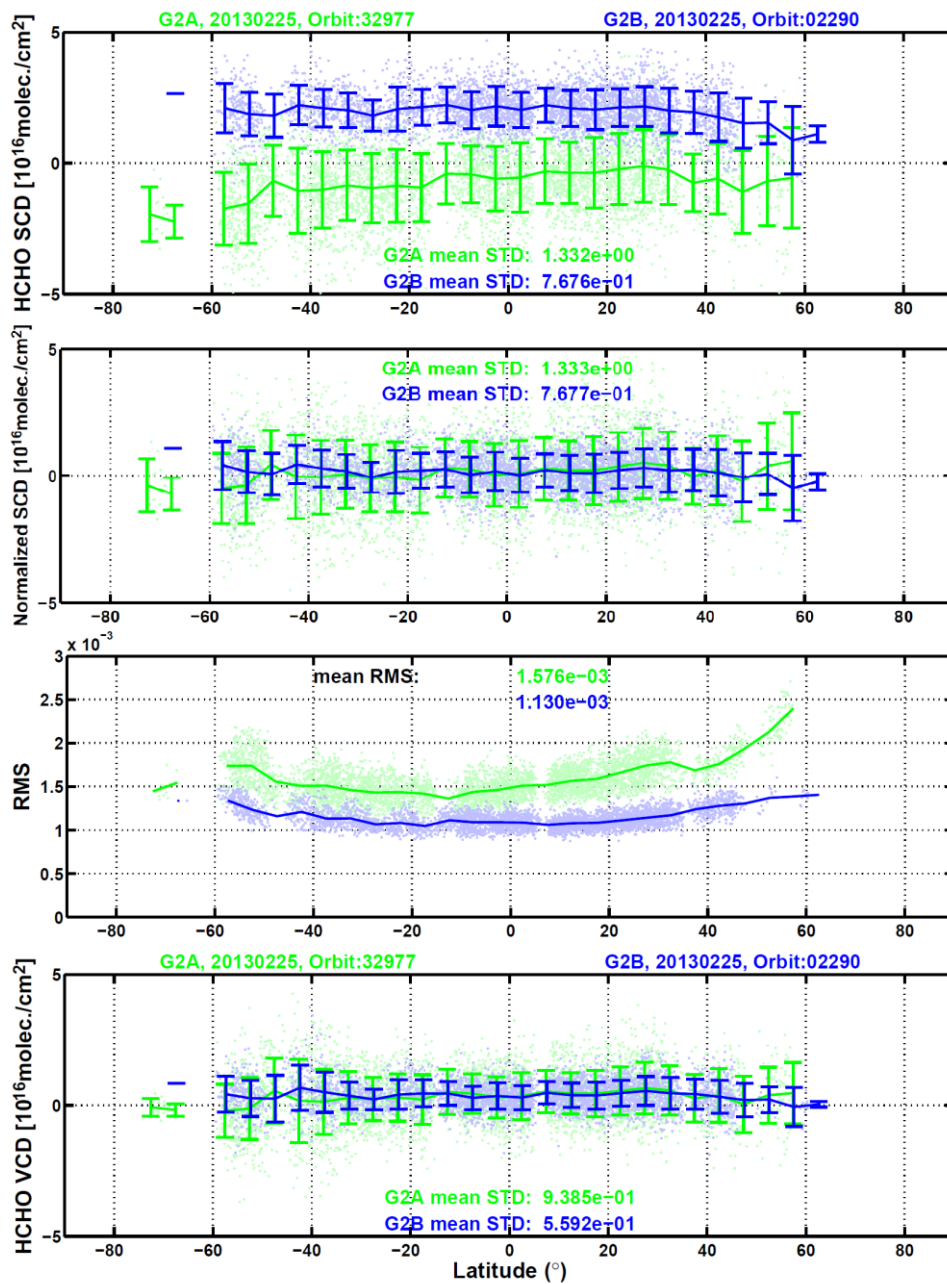 G2A, 20130225, Orbit:32977 G2B, 20130225, Orbit:02290
HCHO SCD [10^16molec./cm^2]
5
0
−5
G2A mean STD: 1.332e+00
G2B mean STD: 7.676e−01
−80 −60 −40 −20 0 20 40 60 80
Normalized SCD [10^16molec./cm^2]
5
0
−5
G2A mean STD: 1.333e+00
G2B mean STD: 7.677e−01
−80 −60 −40 −20 0 20 40 60 80
x 10^−3
RMS
3
2.5
2
1.5
1
0.5
0
mean RMS: 1.576e−03
1.130e−03
−80 −60 −40 −20 0 20 40 60 80
G2A, 20130225, Orbit:32977 G2B, 20130225, Orbit:02290
HCHO VCD [10^16molec./cm^2]
5
0
−5
G2A mean STD: 9.385e−01
G2B mean STD: 5.592e−01
−80 −60 −40 −20 0 20 40 60 80
Latitude (°)